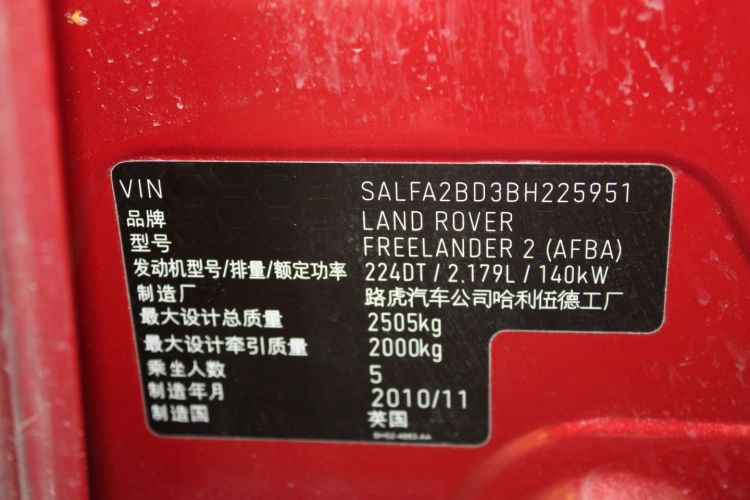 VIN SALFA2BD3BH225951
品牌 LAND ROVER
型号 FREELANDER 2 (AFBA)
发动机型号/排量/额定功率 224DT / 2.179L / 140kW
制造厂 路虎汽车公司哈利伍德工厂
最大设计总质量 2505kg
最大设计牵引质量 2000kg
乘坐人数 5
制造年月 2010/11
制造国 英国